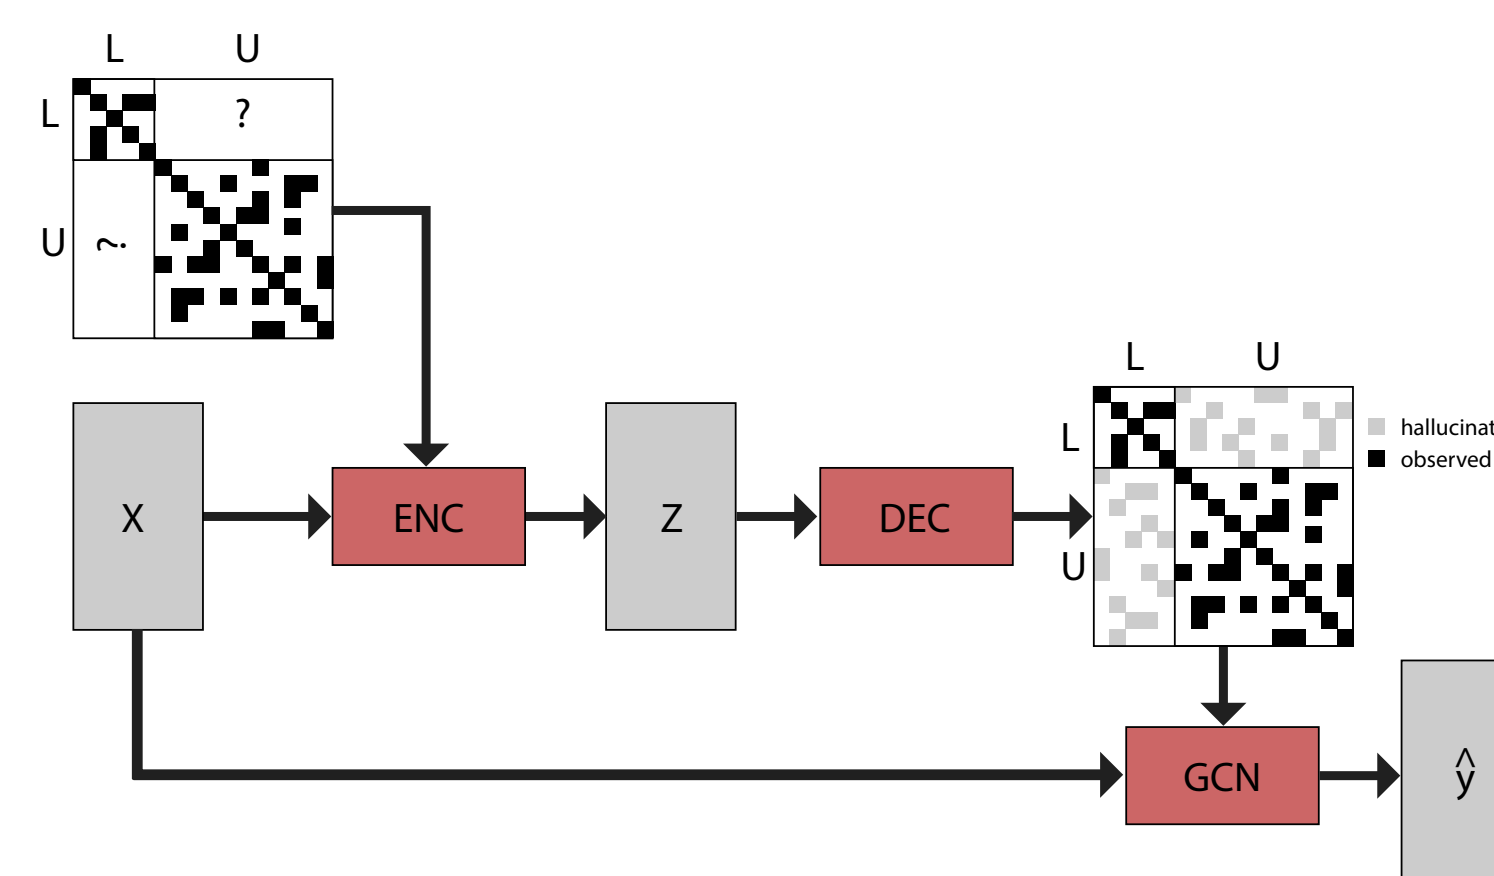 L U
L ?
U ?
X
ENC
Z
DEC
L U
L
U
hallucinat
observed
GCN
ŷ